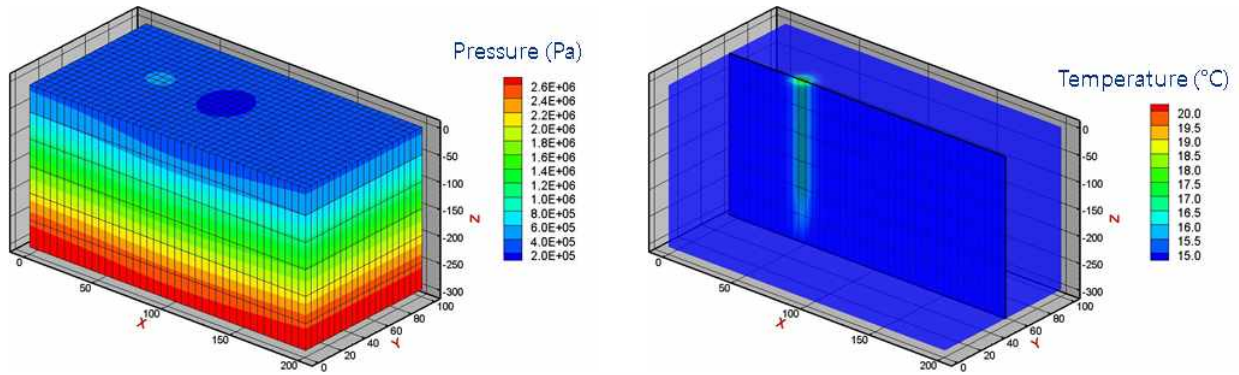 Pressure (Pa)
2.6E+06
2.4E+06
2.2E+06
2.0E+06
1.8E+06
1.6E+06
1.4E+06
1.2E+06
1.0E+06
8.0E+05
6.0E+05
4.0E+05
2.0E+05
0
-50
-100
-150
-200
-250
-300
Z
0
50
100
150
200
X
0
20
40
60
80
100
Y
Temperature (°C)
20.0
19.5
19.0
18.5
18.0
17.5
17.0
16.5
16.0
15.5
15.0
0
-50
-100
-150
-200
-250
-300
Z
0
50
100
150
200
X
0
20
40
60
80
100
Y